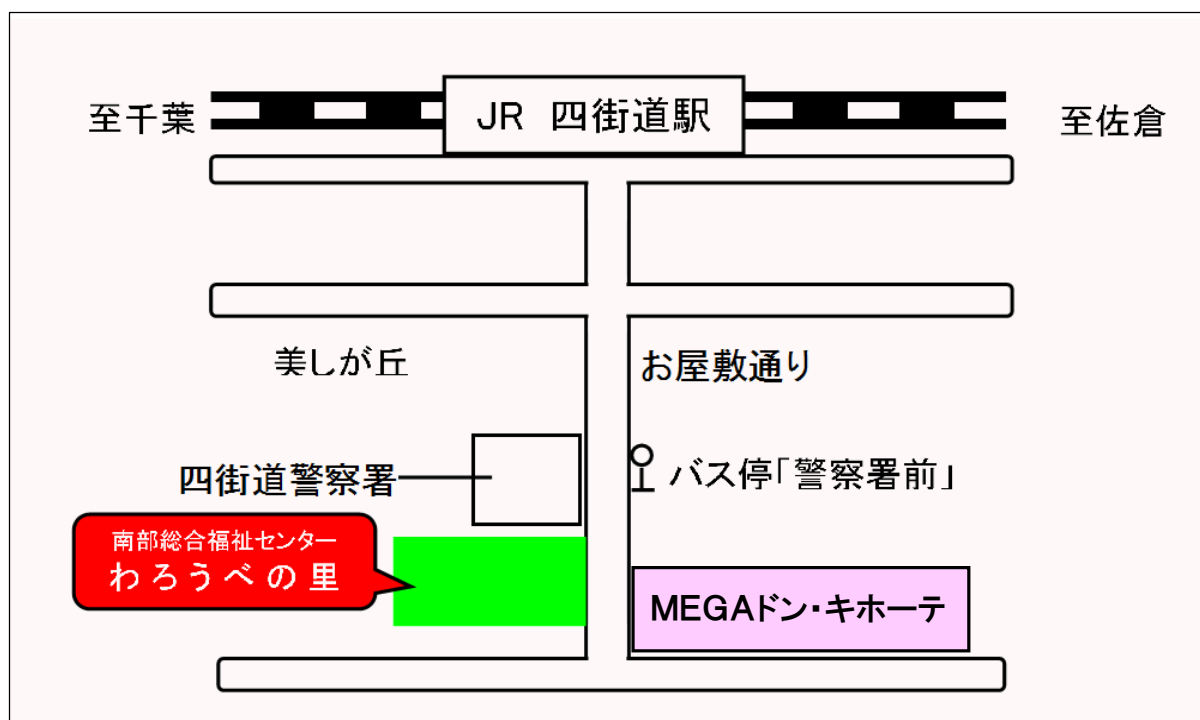 至千葉
JR 四街道駅
至佐倉
美しが丘
お屋敷通り
四街道警察署
バス停「警察署前」
南部総合福祉センター
わろうべの里
MEGAドン・キホーテ